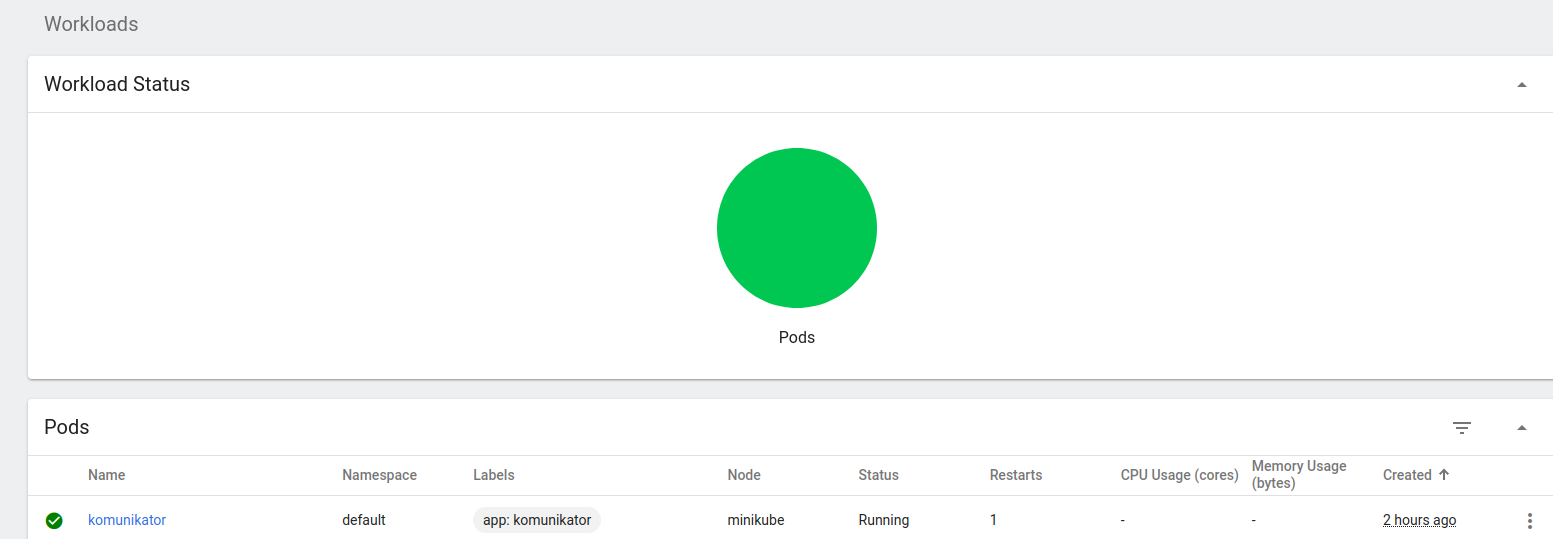 Workloads
Workload Status
Pods
Pods
Name Namespace Labels Node Status Restarts CPU Usage (cores) Memory Usage (bytes) Created
komunikator default app: komunikator minikube Running 1 - - 2 hours ago